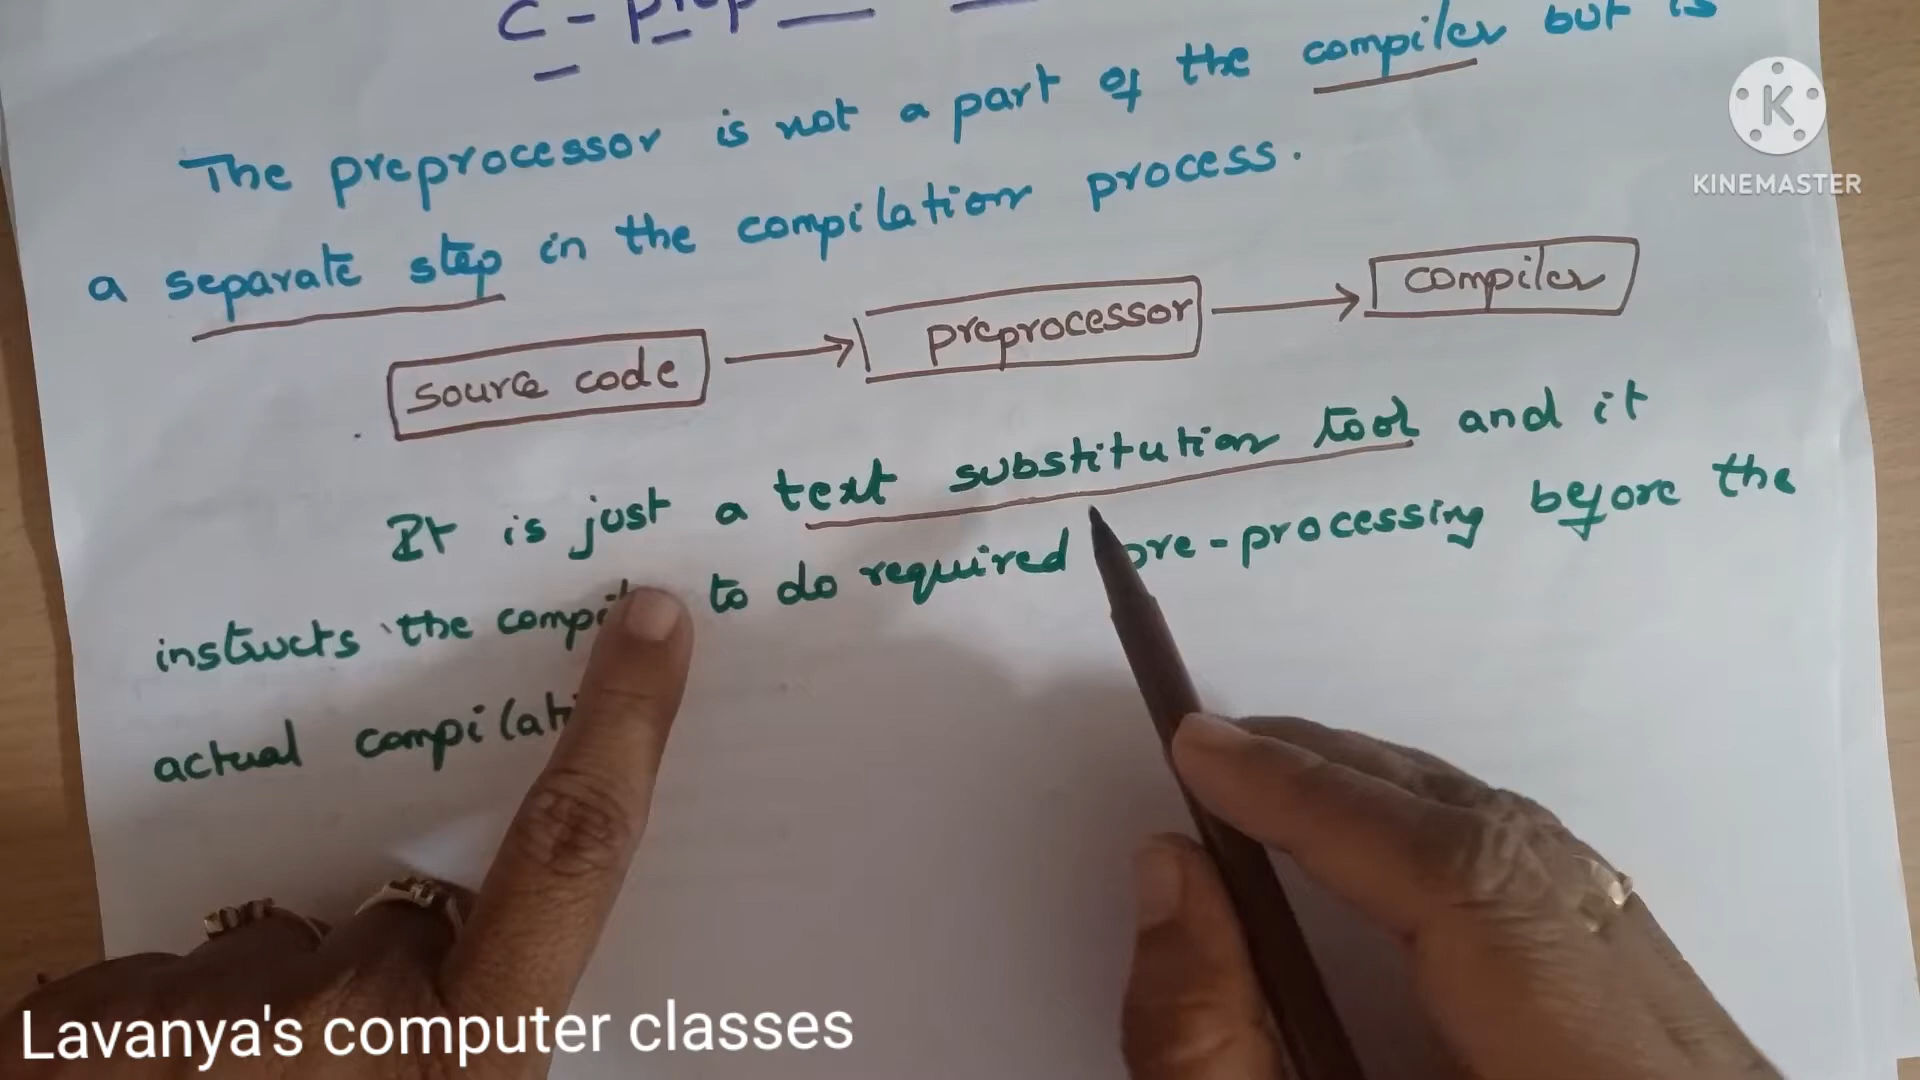 C - prep
The preprocessor is not a part of the compiler but is
a separate step in the compilation process.
source code
preprocessor
compiler
It is just a text substitution tool and it
instructs the to do required pre-processing before the
actual
KINEMASTER
Lavanya's computer classes